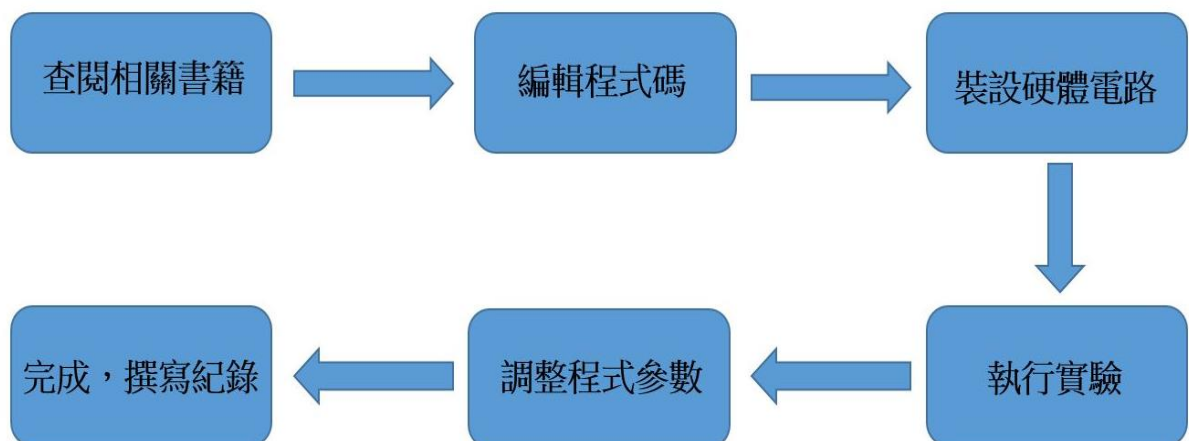 查閱相關書籍
編輯程式碼
裝設硬體電路
執行實驗
調整程式參數
完成，撰寫紀錄